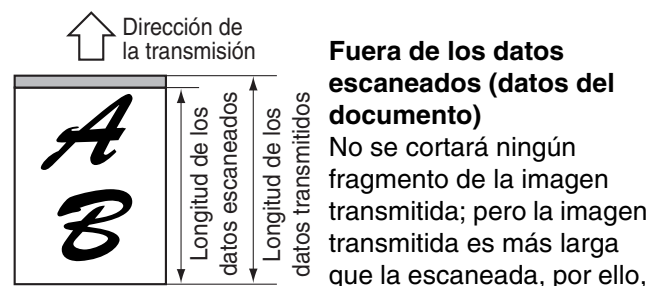 Dirección de
la transmisión
A
B
Longitud de los
datos escaneados
Longitud de los
datos transmitidos
Fuera de los datos
escaneados (datos del
documento)
No se cortará ningún
fragmento de la imagen
transmitida; pero la imagen
transmitida es más larga
que la escaneada, por ello,